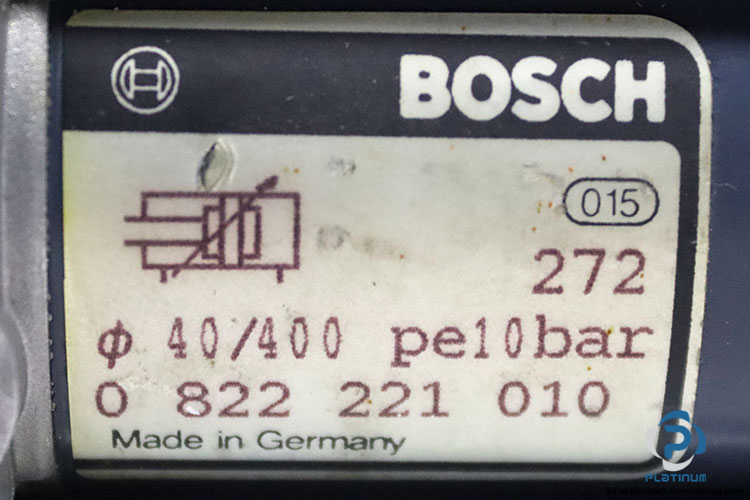 BOSCH
015
272
ϕ 40/400 pe10bar
0 822 221 010
Made in Germany
PLATINUM